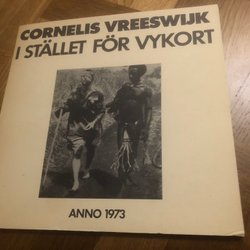 CORNELIS VREESWIJK
I STÄLLET FÖR VYKORT
ANNO 1973